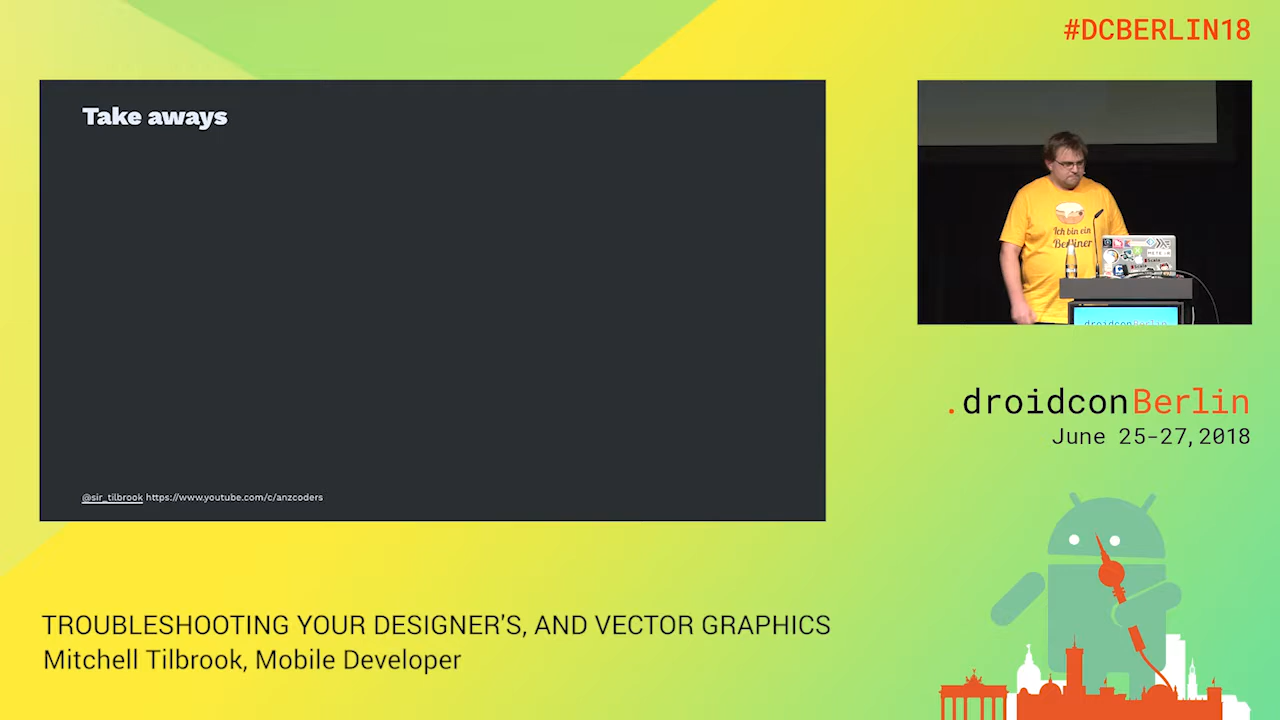 #DCBERLIN18
Take aways
Ich bin ein
Berliner
droidconBerlin
@sir_tilbrook https://www.youtube.com/c/anzcoders
.droidconBerlin
June 25-27, 2018
TROUBLESHOOTING YOUR DESIGNER'S, AND VECTOR GRAPHICS
Mitchell Tilbrook, Mobile Developer